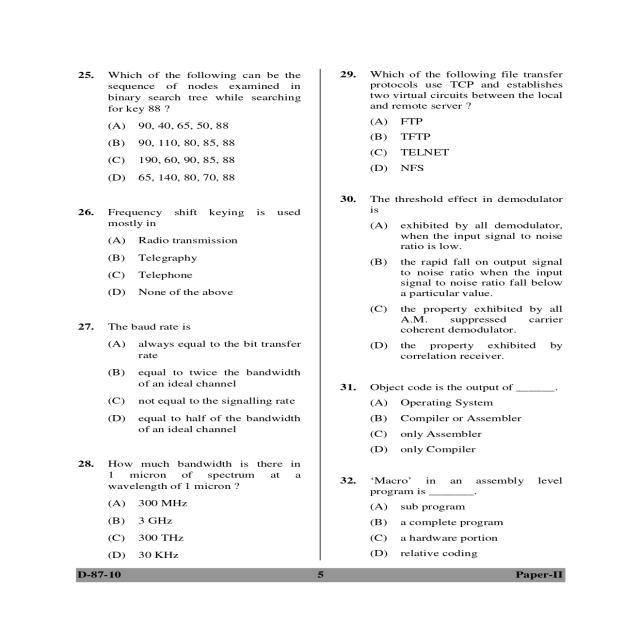 25. Which of the following can be the
sequence of nodes examined in
binary search tree while searching
for key 88 ?
(A) 90, 40, 65, 50, 88
(B) 90, 110, 80, 85, 88
(C) 190, 60, 90, 85, 88
(D) 65, 140, 80, 70, 88
26. Frequency shift keying is used
mostly in
(A) Radio transmission
(B) Telegraphy
(C) Telephone
(D) None of the above
27. The baud rate is
(A) always equal to the bit transfer
rate
(B) equal to twice the bandwidth
of an ideal channel
(C) not equal to the signalling rate
(D) equal to half of the bandwidth
of an ideal channel
28. How much bandwidth is there in
1 micron of spectrum at a
wavelength of 1 micron ?
(A) 300 MHz
(B) 3 GHz
(C) 300 THz
(D) 30 KHz
29. Which of the following file transfer
protocols use TCP and establishes
two virtual circuits between the local
and remote server ?
(A) FTP
(B) TFTP
(C) TELNET
(D) NFS
30. The threshold effect in demodulator
is
(A) exhibited by all demodulator,
when the input signal to noise
ratio is low.
(B) the rapid fall on output signal
to noise ratio when the input
signal to noise ratio fall below
a particular value.
(C) the property exhibited by all
A.M. suppressed carrier
coherent demodulator.
(D) the property exhibited by
correlation receiver.
31. Object code is the output of ______.
(A) Operating System
(B) Compiler or Assembler
(C) only Assembler
(D) only Compiler
32. ‘Macro’ in an assembly level
program is _______.
(A) sub program
(B) a complete program
(C) a hardware portion
(D) relative coding
D-87-10 5 Paper-II